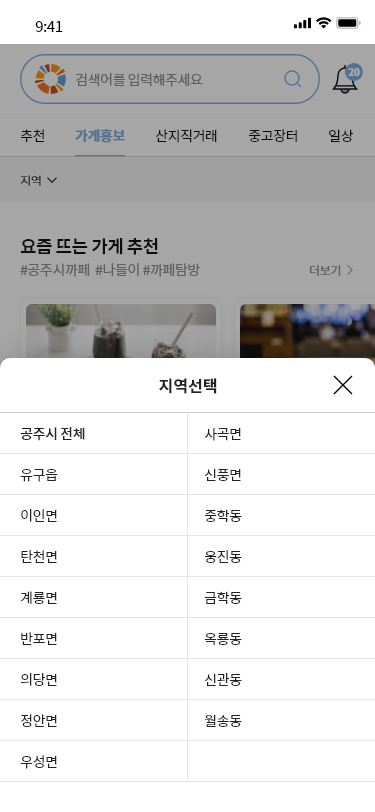 9:41
검색어를 입력해주세요
20
추천 가게홍보 산지직거래 중고장터 일상
지역
요즘 뜨는 가게 추천
#공주시까페 #나들이 #까페탐방 더보기
지역선택
공주시 전체 사곡면
유구읍 신풍면
이인면 중학동
탄천면 웅진동
계룡면 금학동
반포면 옥룡동
의당면 신관동
정안면 월송동
우성면